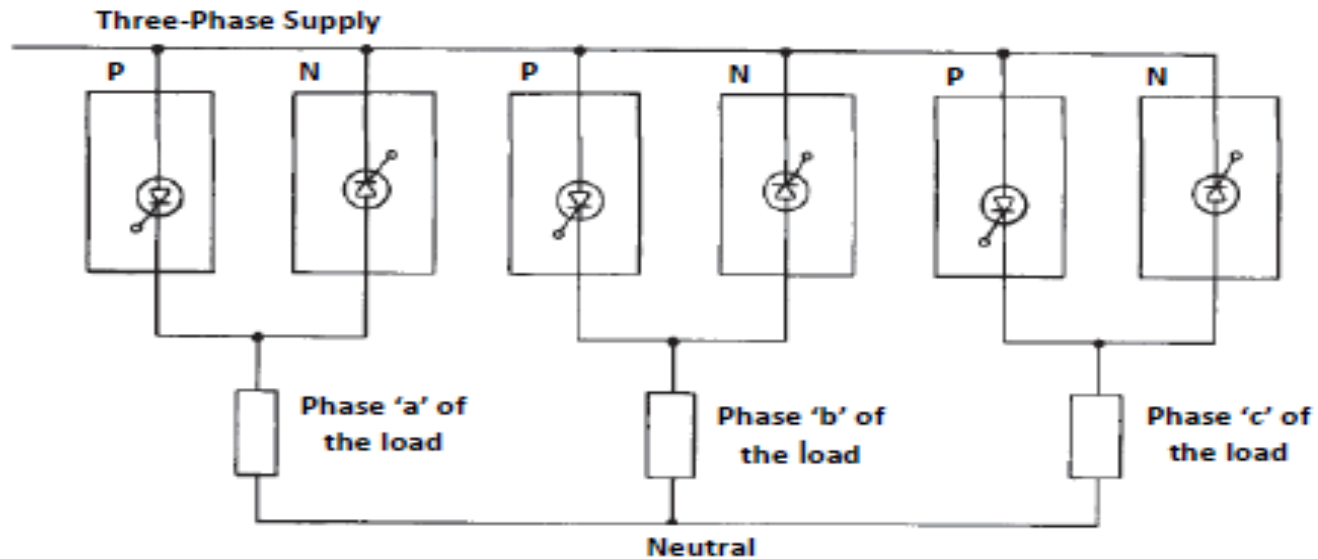 Three-Phase Supply
P N P N P N
Phase ‘a’ of
the load
Phase ‘b’ of
the load
Phase ‘c’ of
the load
Neutral